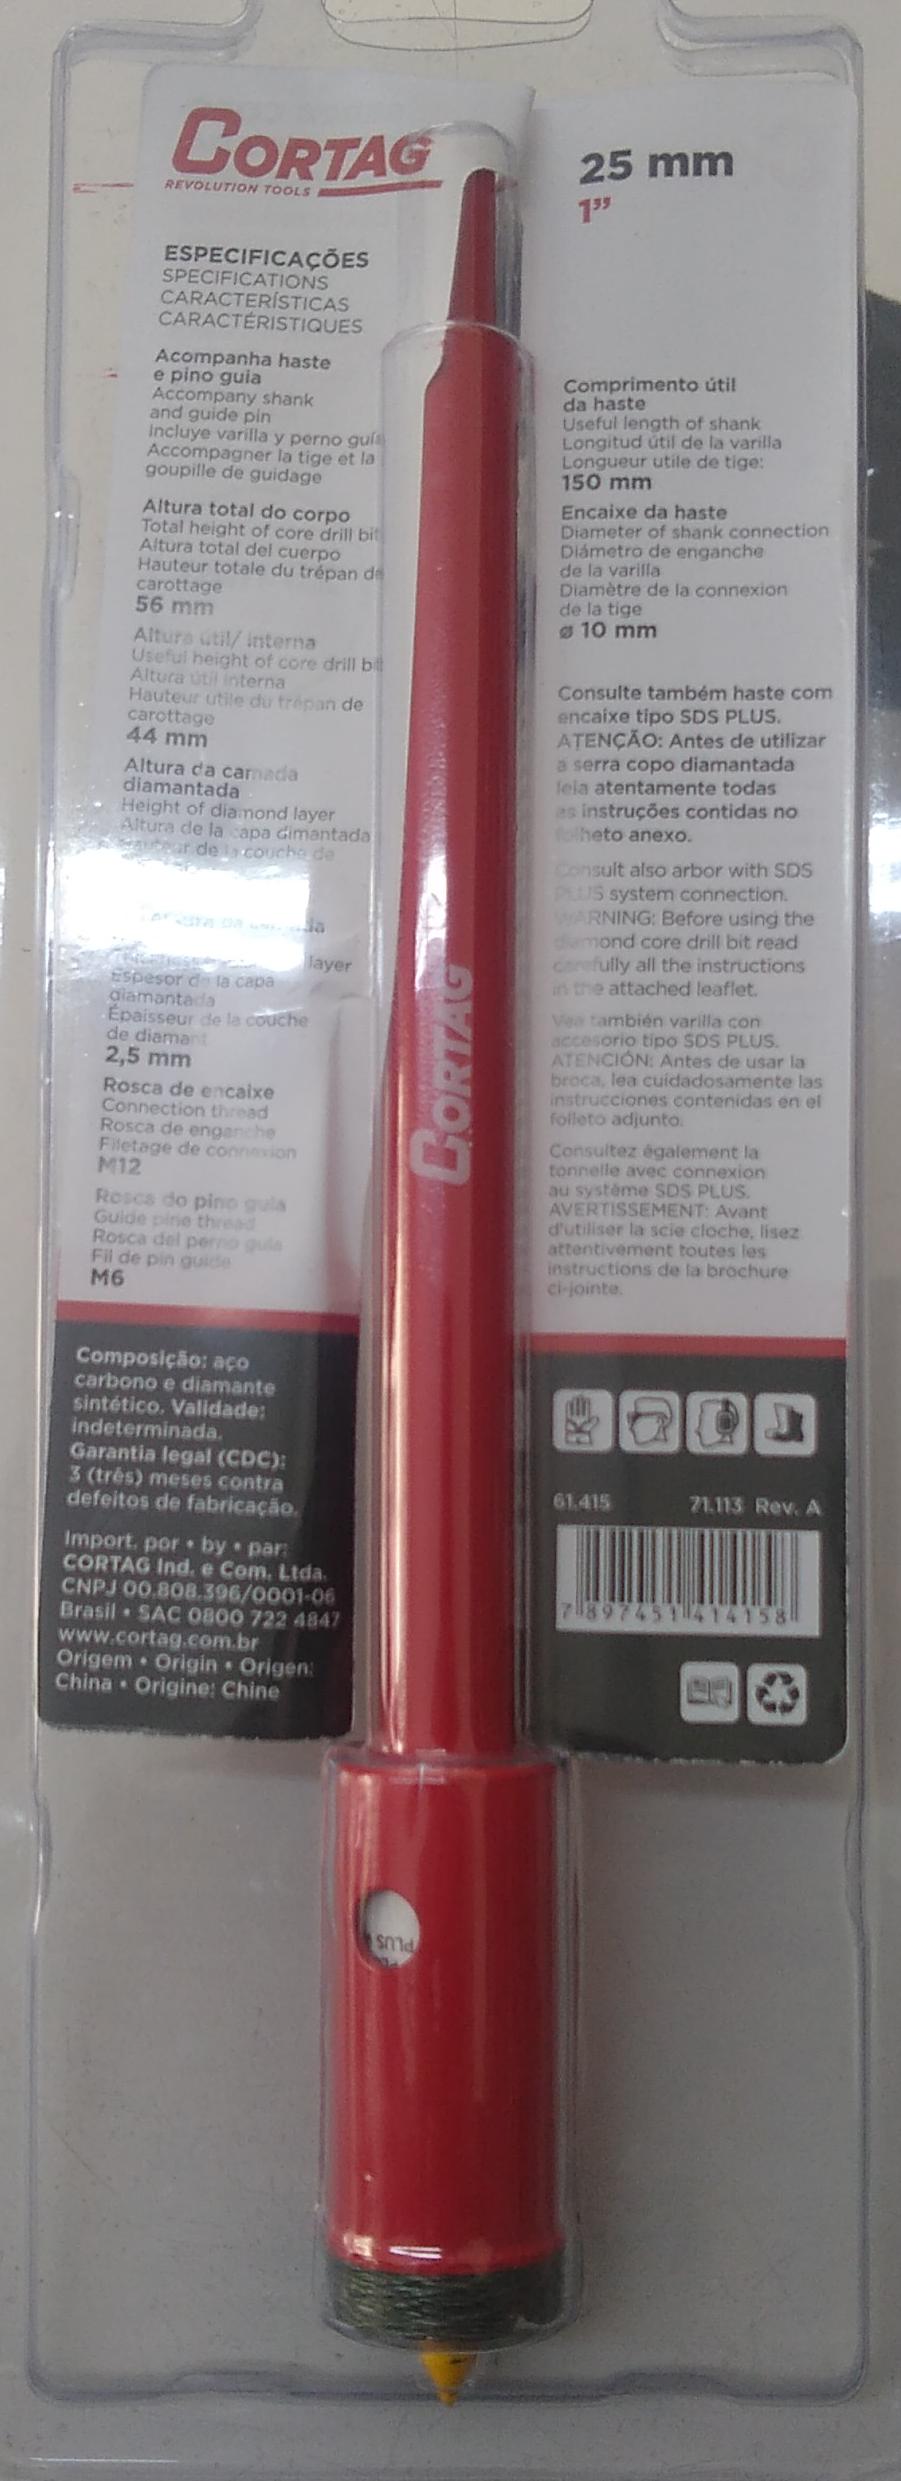 CORTAG
REVOLUTION TOOLS
ESPECIFICAÇÕES
SPECIFICATIONS
CARACTERÍSTICAS
CARACTÉRISTIQUES
Acompanha haste
e pino guia
Accompany shank
and guide pin
Incluye varilla y perno guía
Accompagner la tige et la
goupille de guidage
Altura total do corpo
Total height of core drill bit
Altura total del cuerpo
Hauteur totale du trépan de
carottage
56 mm
Altura útil/ interna
Useful height of core drill bit
Altura útil interna
Hauteur utile du trépan de
carottage
44 mm
Altura da camada
diamantada
Height of diamond layer
Altura de la capa dimantada
Hauteur de la couche de
layer
Espesor de la capa
diamantada
Épaisseur de la couche
de diamant
2,5 mm
Rosca de encaixe
Connection thread
Rosca de enganche
Filetage de connexion
M12
Rosca do pino guia
Guide pine thread
Rosca del perno guía
Fil de pin guide
M6
Composição: aço
carbono e diamante
sintético. Validade:
indeterminada.
Garantia legal (CDC):
3 (três) meses contra
defeitos de fabricação.
Import. por • by • par:
CORTAG Ind. e Com. Ltda.
CNPJ 00.808.396/0001-06
Brasil • SAC 0800 722 4847
www.cortag.com.br
Origem • Origin • Origen:
China • Origine: Chine
CORTAG
PLUS
25 mm
1”
Comprimento útil
da haste
Useful length of shank
Longitud útil de la varilla
Longueur utile de tige:
150 mm
Encaixe da haste
Diameter of shank connection
Diámetro de enganche
de la varilla
Diamètre de la connexion
de la tige
ø 10 mm
Consulte também haste com
encaixe tipo SDS PLUS.
ATENÇÃO: Antes de utilizar
a serra copo diamantada
leia atentamente todas
as instruções contidas no
folheto anexo.
Consult also arbor with SDS
PLUS system connection.
WARNING: Before using the
diamond core drill bit read
carefully all the instructions
in the attached leaflet.
Vea también varilla con
accesorio tipo SDS PLUS.
ATENCIÓN: Antes de usar la
broca, lea cuidadosamente las
instrucciones contenidas en el
folleto adjunto.
Consultez également la
tonnelle avec connexion
au système SDS PLUS.
AVERTISSEMENT: Avant
d'utiliser la scie cloche, lisez
attentivement toutes les
instructions de la brochure
ci-jointe.
61.415 71.113 Rev. A
7 897451 414158